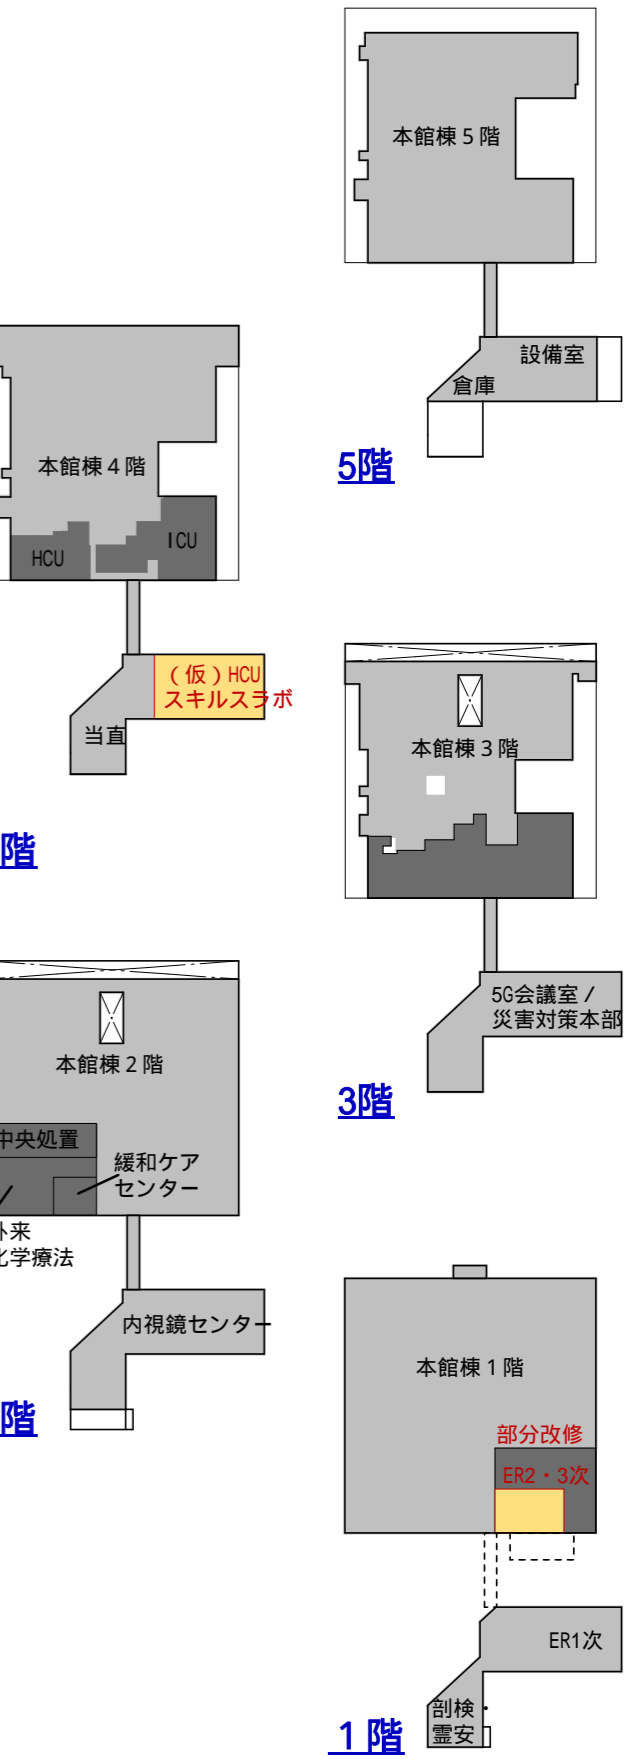 本館棟５階
設備室
倉庫
5階
本館棟４階
ICU
HCU
（仮）HCU
スキルスラボ
当直
階
本館棟３階
5G会議室／
災害対策本部
3階
本館棟２階
中央処置
緩和ケア
センター
外来
化学療法
内視鏡センター
階
本館棟１階
部分改修
ER2・3次
ER1次
剖検・
霊安
１階